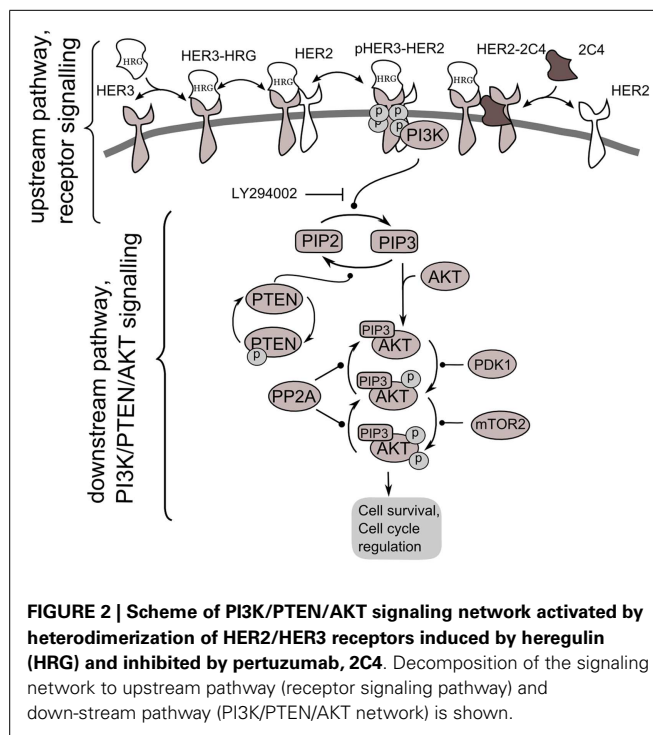 HRG
HER3
HER3-HRG
HRG
HRG
HER2
pHER3-HER2
HRG
P
P
P
P
PI3K
HRG
HER2-2C4
2C4
HER2
upstream pathway,
receptor signalling
LY294002
PIP2
PIP3
AKT
PTEN
PTEN
P
downstream pathway,
PI3K/PTEN/AKT signalling
PIP3
AKT
PDK1
PIP3
P
AKT
PP2A
mTOR2
PIP3
P
AKT
P
Cell survival,
Cell cycle
regulation
FIGURE 2 | Scheme of PI3K/PTEN/AKT signaling network activated by
heterodimerization of HER2/HER3 receptors induced by heregulin
(HRG) and inhibited by pertuzumab, 2C4. Decomposition of the signaling
network to upstream pathway (receptor signaling pathway) and
down-stream pathway (PI3K/PTEN/AKT network) is shown.